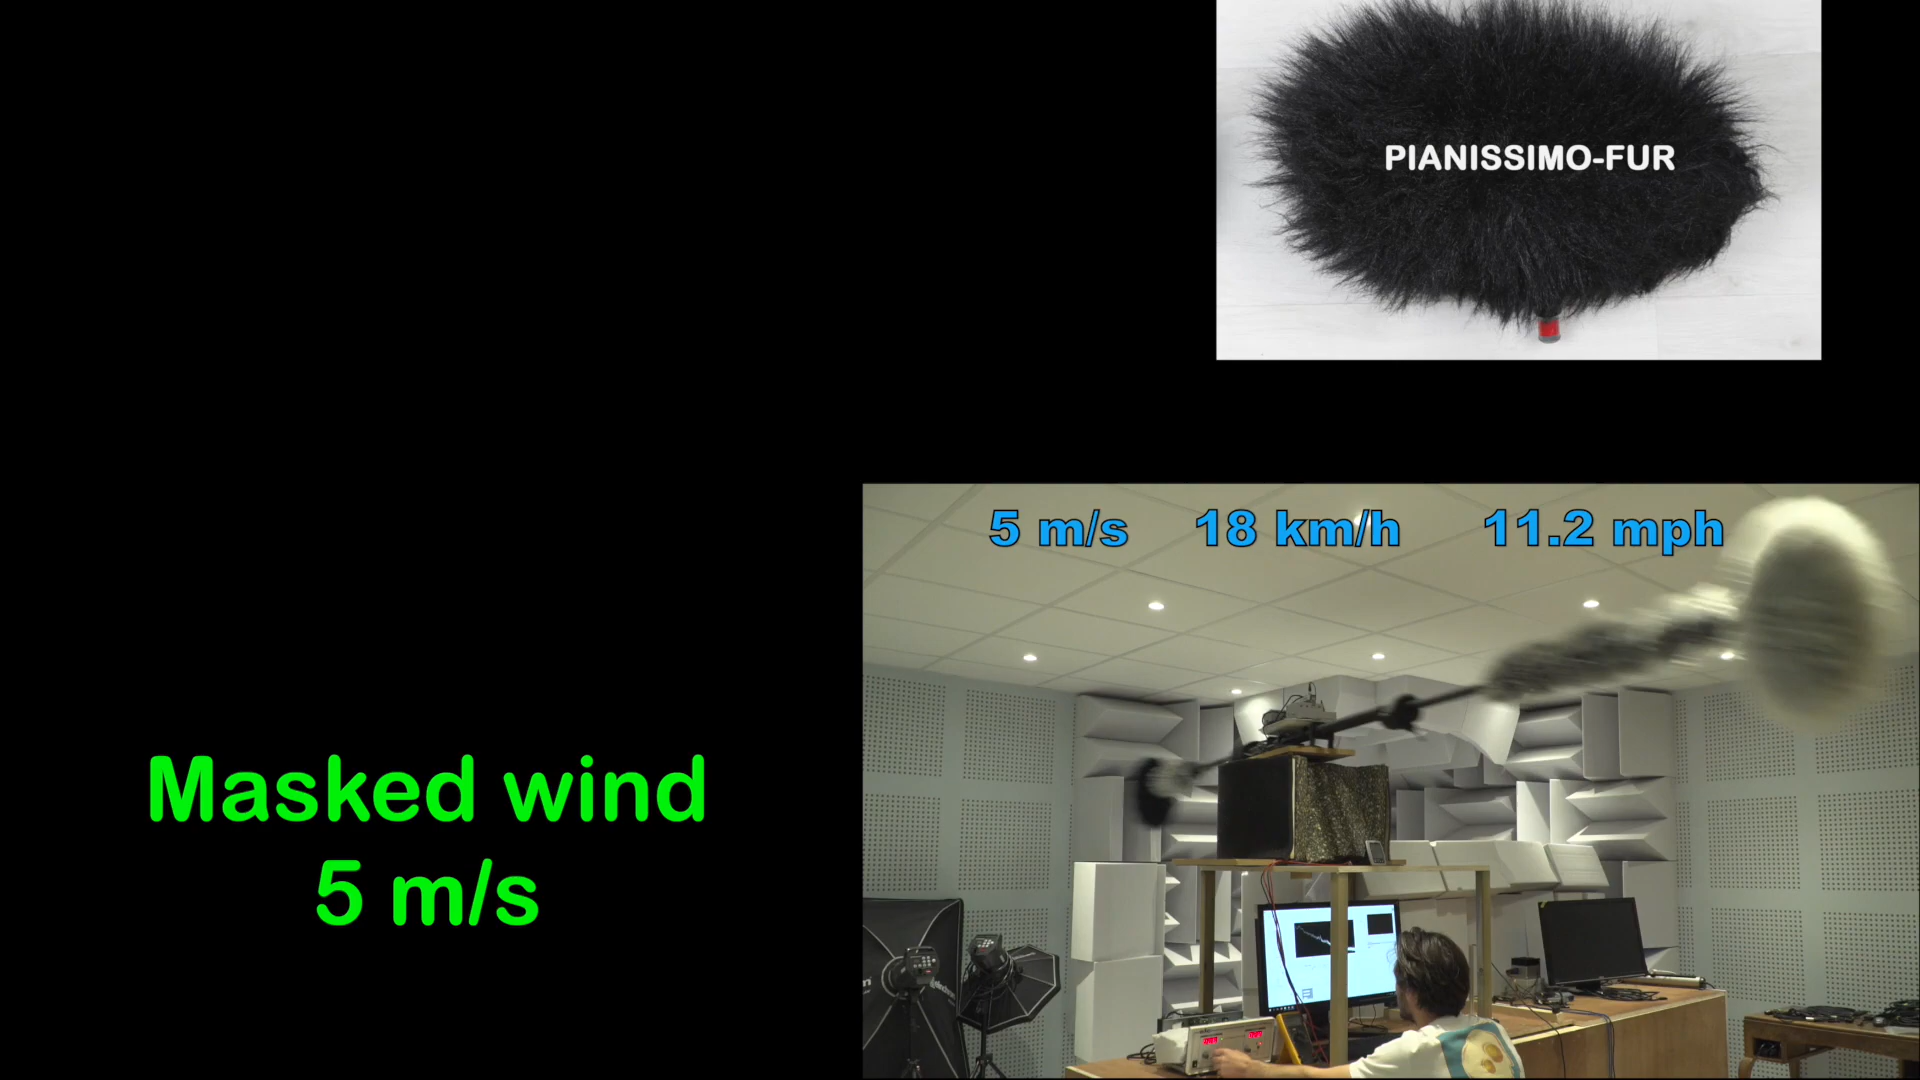 PIANISSIMO-FUR
5 m/s 18 km/h 11.2 mph
Masked wind
5 m/s